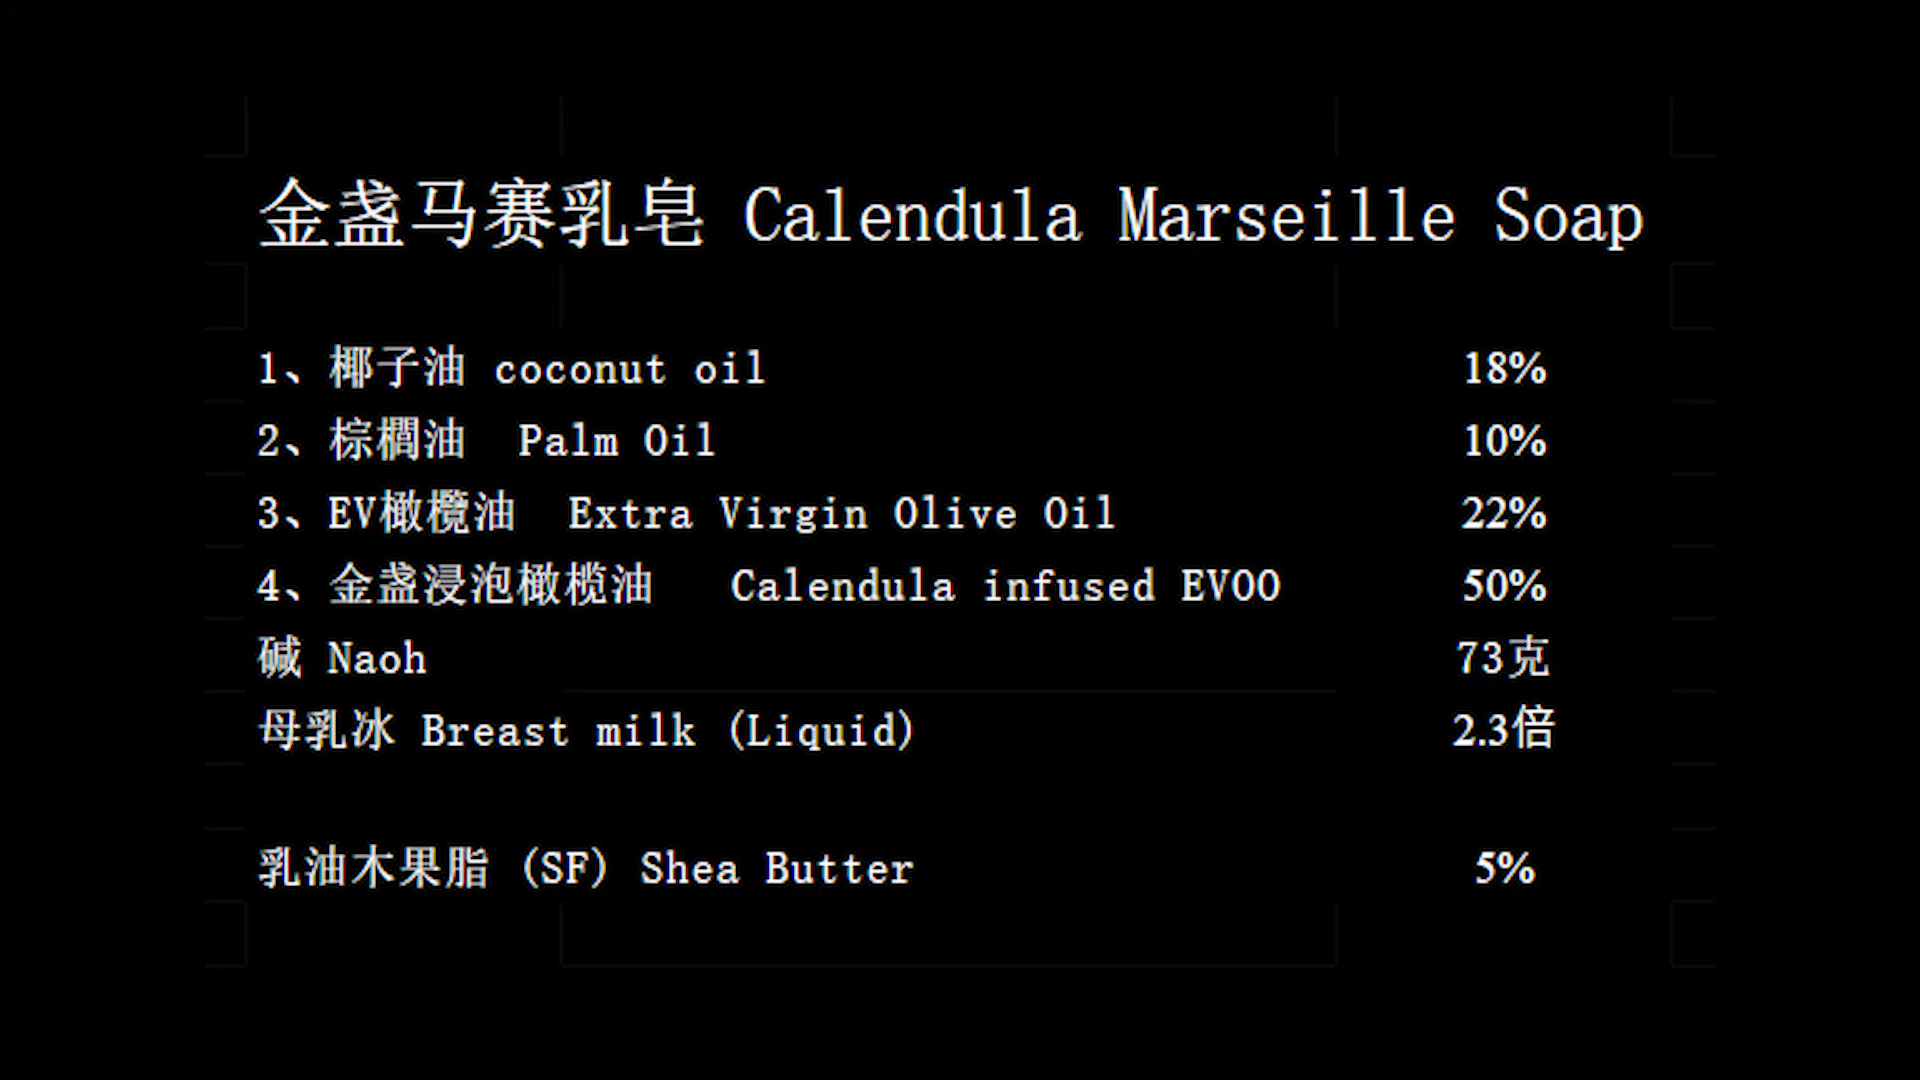 金盏马赛乳皂 Calendula Marseille Soap
1、椰子油 coconut oil 18%
2、棕榈油 Palm Oil 10%
3、EV橄欖油 Extra Virgin Olive Oil 22%
4、金盏浸泡橄榄油 Calendula infused EVOO 50%
碱 Naoh 73克
母乳冰 Breast milk (Liquid) 2.3倍
乳油木果脂 (SF) Shea Butter 5%